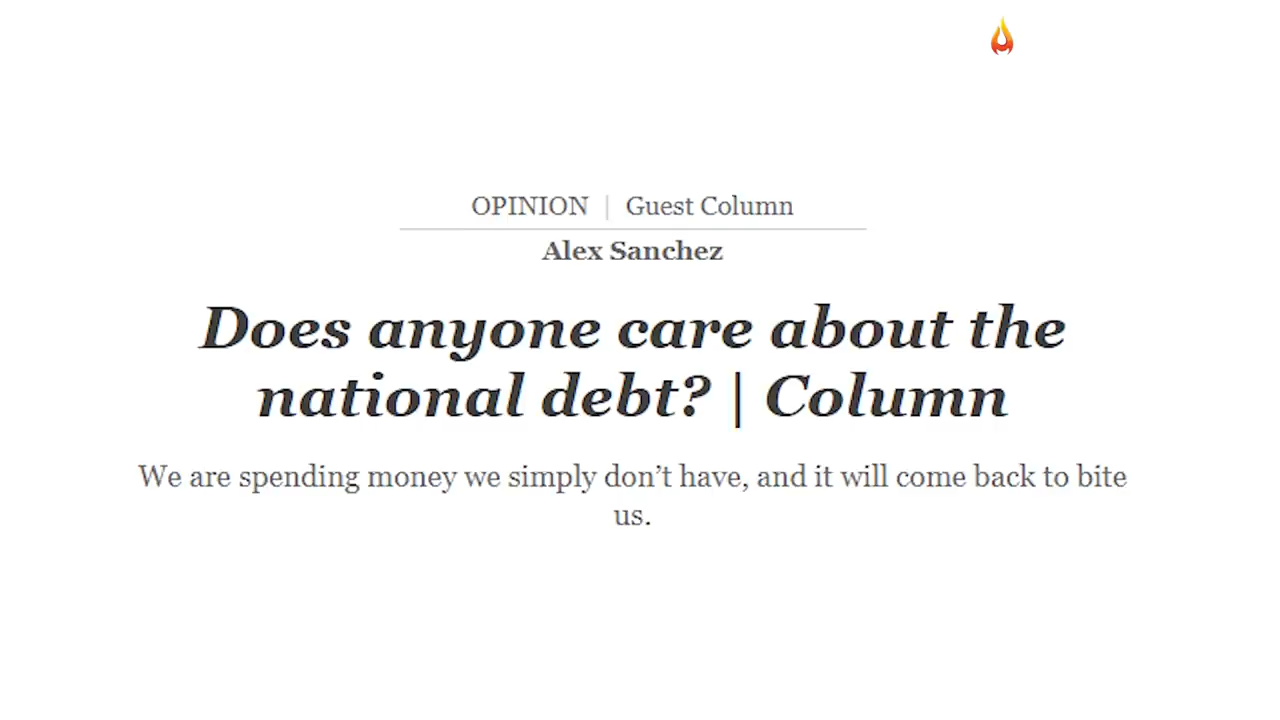 OPINION | Guest Column
Alex Sanchez
Does anyone care about the
national debt? | Column
We are spending money we simply don’t have, and it will come back to bite
us.